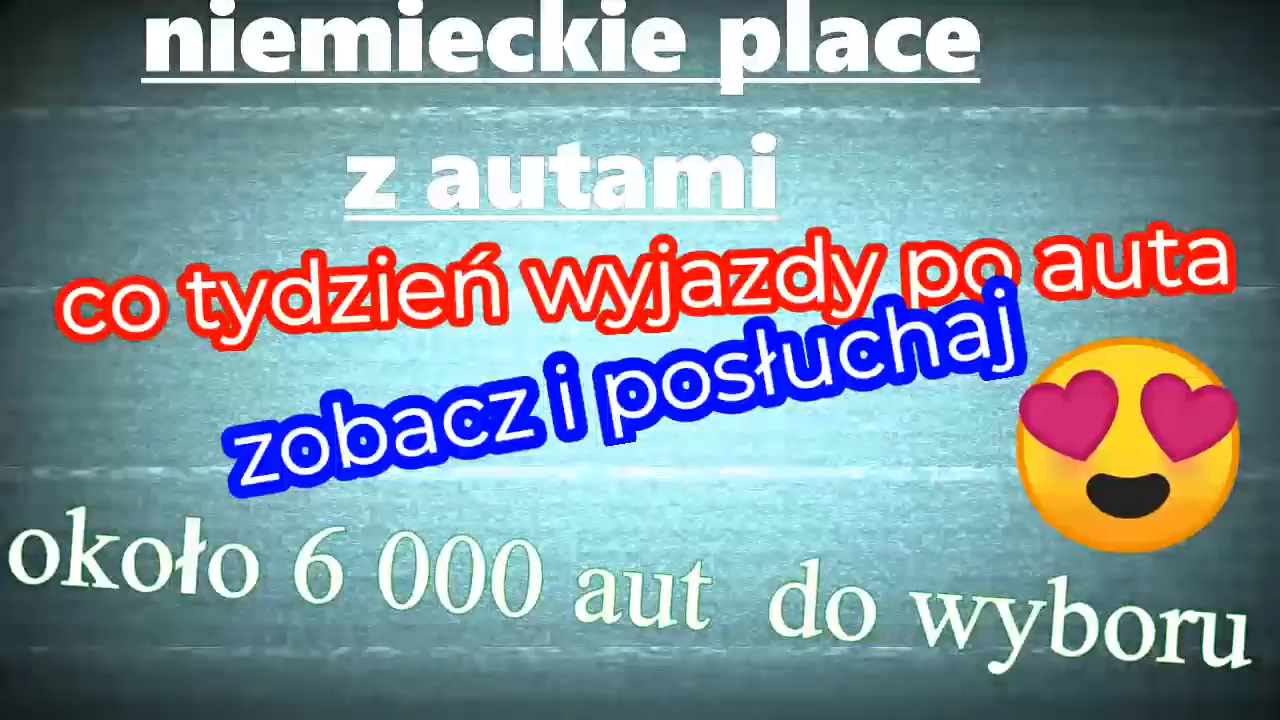 niemieckie place
z autami
co tydzień wyjazdy po auta
zobacz i posłuchaj
około 6 000 aut do wyboru